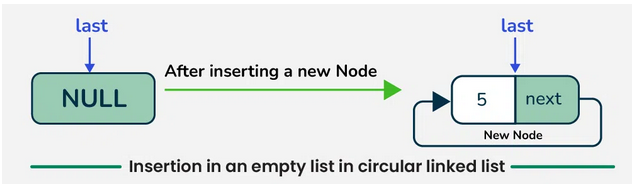 last
NULL
After inserting a new Node
last
5
next
New Node
Insertion in an empty list in circular linked list